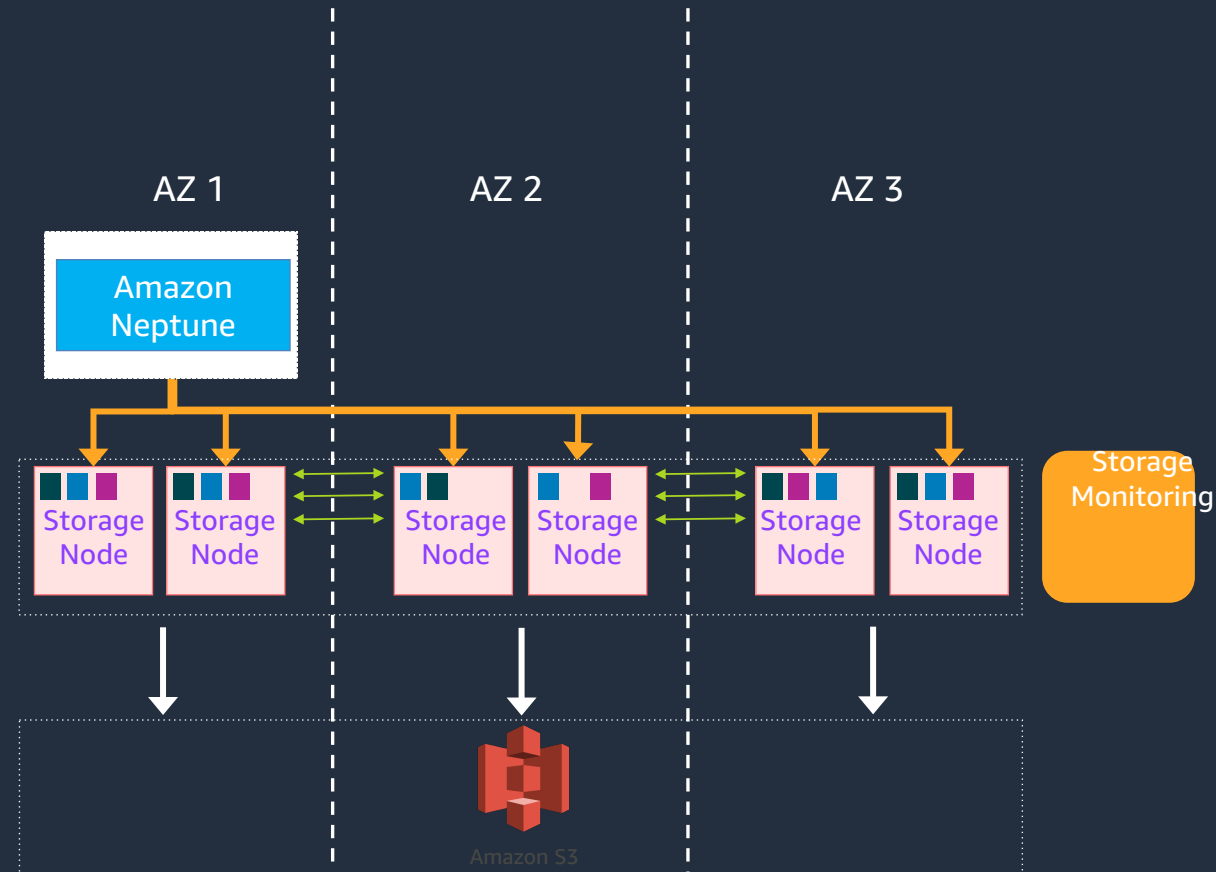 AZ 1
AZ 2
AZ 3
Amazon
Neptune
Storage
Node
Storage
Node
Storage
Node
Storage
Node
Storage
Node
Storage
Node
Storage
Monitoring
Amazon S3